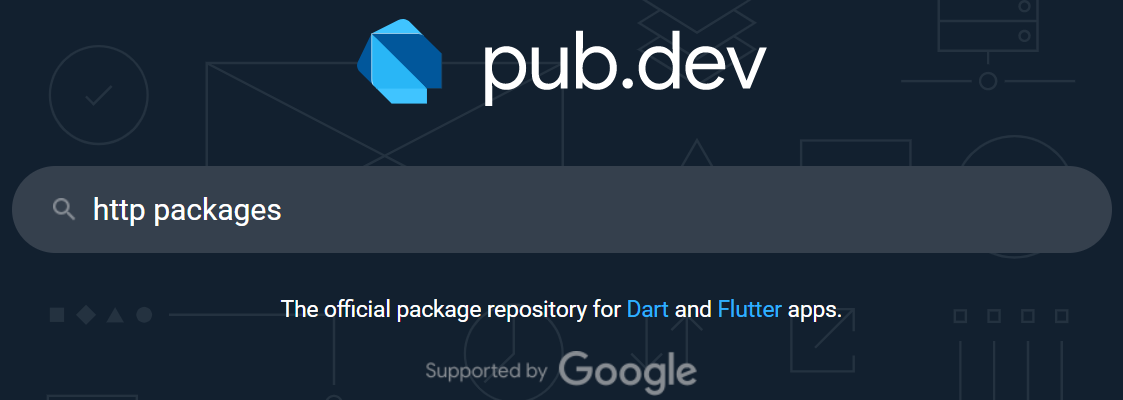 pub.dev
http packages
The official package repository for Dart and Flutter apps.
Supported by Google